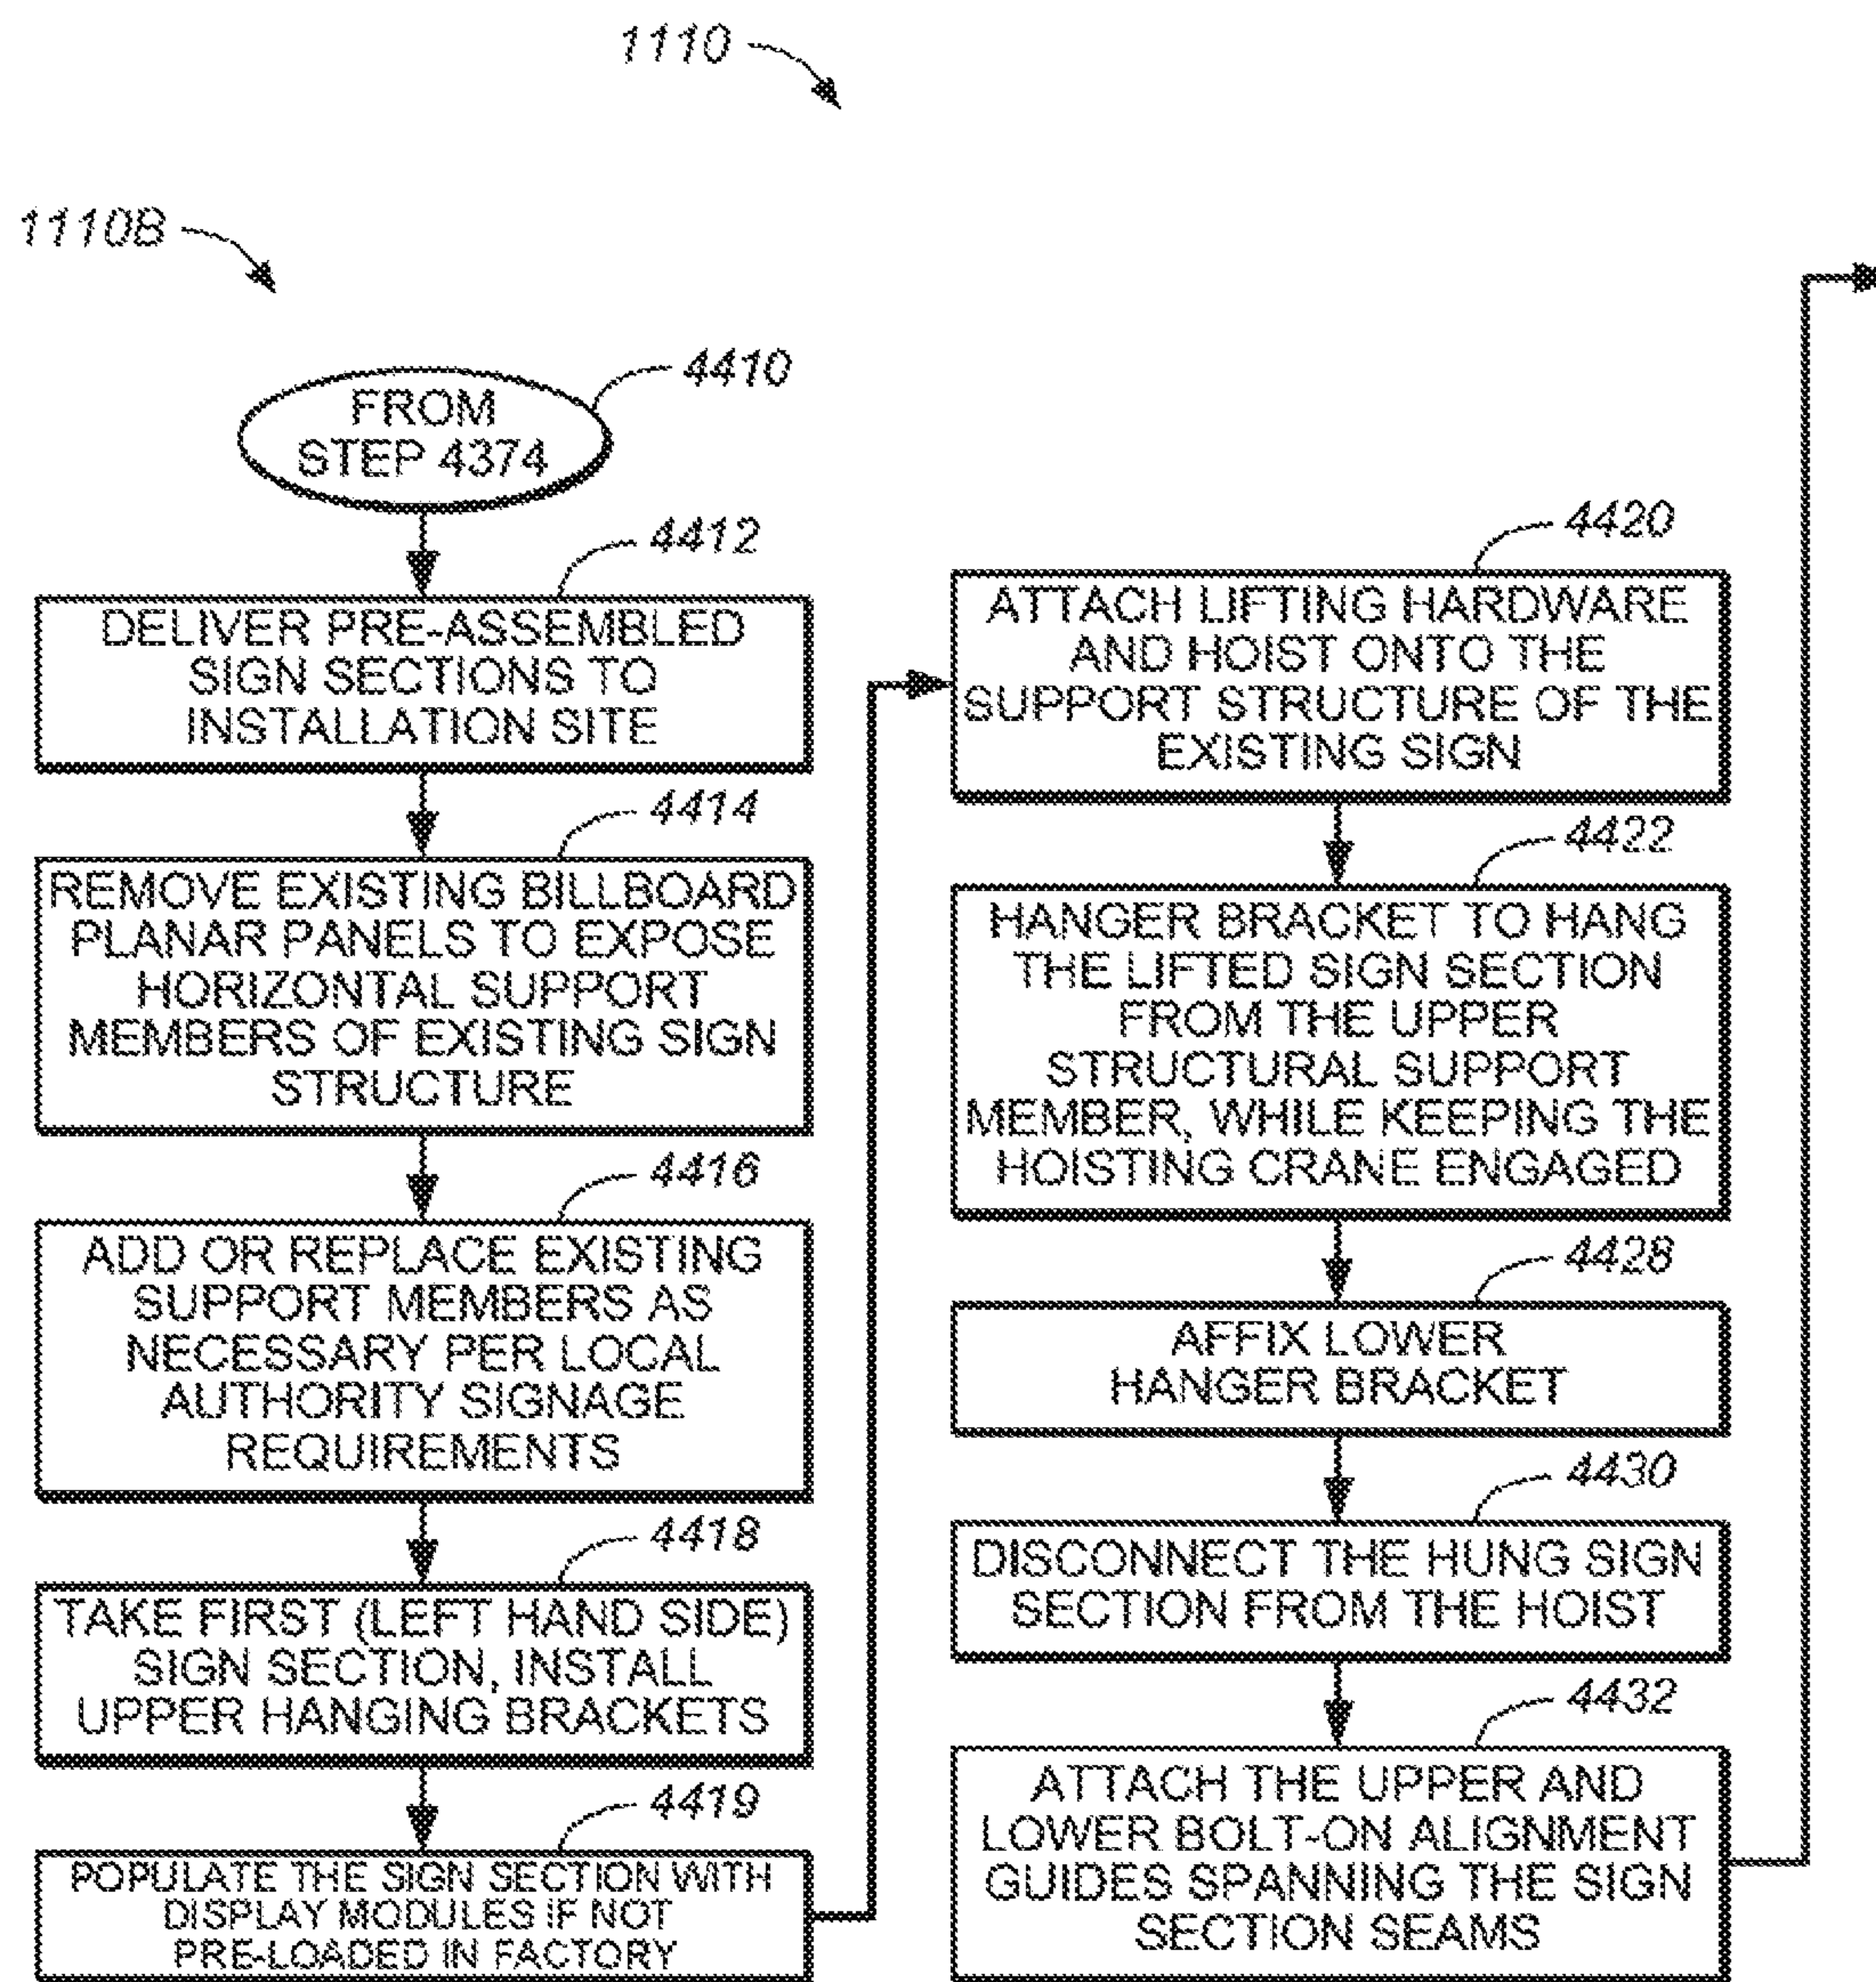 1110
1110B
4410
FROM
STEP 4374
4412
DELIVER PRE-ASSEMBLED
SIGN SECTIONS TO
INSTALLATION SITE
4414
REMOVE EXISTING BILLBOARD
PLANAR PANELS TO EXPOSE
HORIZONTAL SUPPORT
MEMBERS OF EXISTING SIGN
STRUCTURE
4416
ADD OR REPLACE EXISTING
SUPPORT MEMBERS AS
NECESSARY PER LOCAL
AUTHORITY SIGNAGE
REQUIREMENTS
4418
TAKE FIRST (LEFT HAND SIDE)
SIGN SECTION, INSTALL
UPPER HANGING BRACKETS
4419
POPULATE THE SIGN SECTION WITH
DISPLAY MODULES IF NOT
PRE-LOADED IN FACTORY
4420
ATTACH LIFTING HARDWARE
AND HOIST ONTO THE
SUPPORT STRUCTURE OF THE
EXISTING SIGN
4422
HANGER BRACKET TO HANG
THE LIFTED SIGN SECTION
FROM THE UPPER
STRUCTURAL SUPPORT
MEMBER, WHILE KEEPING THE
HOISTING CRANE ENGAGED
4428
AFFIX LOWER
HANGER BRACKET
4430
DISCONNECT THE HUNG SIGN
SECTION FROM THE HOIST
4432
ATTACH THE UPPER AND
LOWER BOLT-ON ALIGNMENT
GUIDES SPANNING THE SIGN
SECTION SEAMS